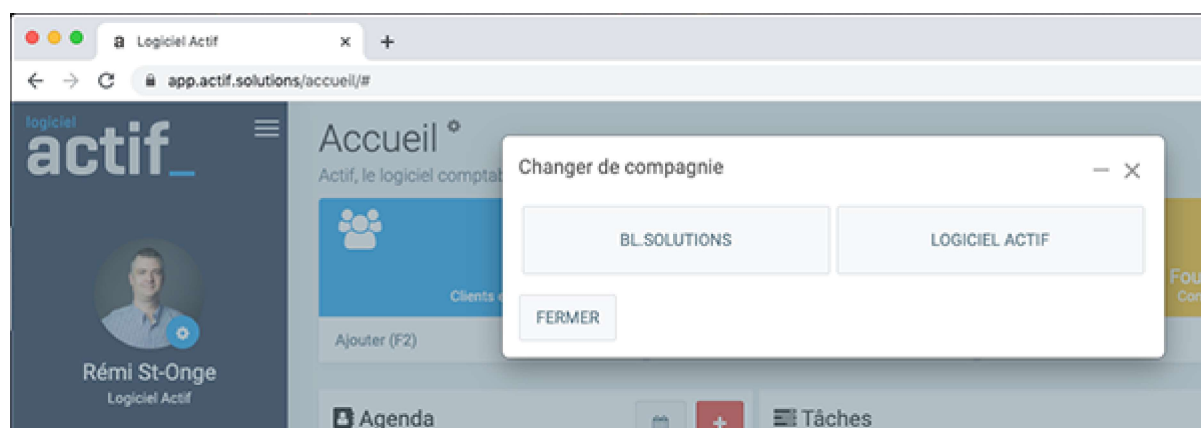 Logiciel Actif
app.actif.solutions/accueil/#
logiciel
actif_
Rémi St-Onge
Logiciel Actif
Accueil
Actif, le logiciel
Changer de compagnie
BL.SOLUTIONS
LOGICIEL ACTIF
FERMER
Clients
Ajouter (F2)
Agenda
Tâches